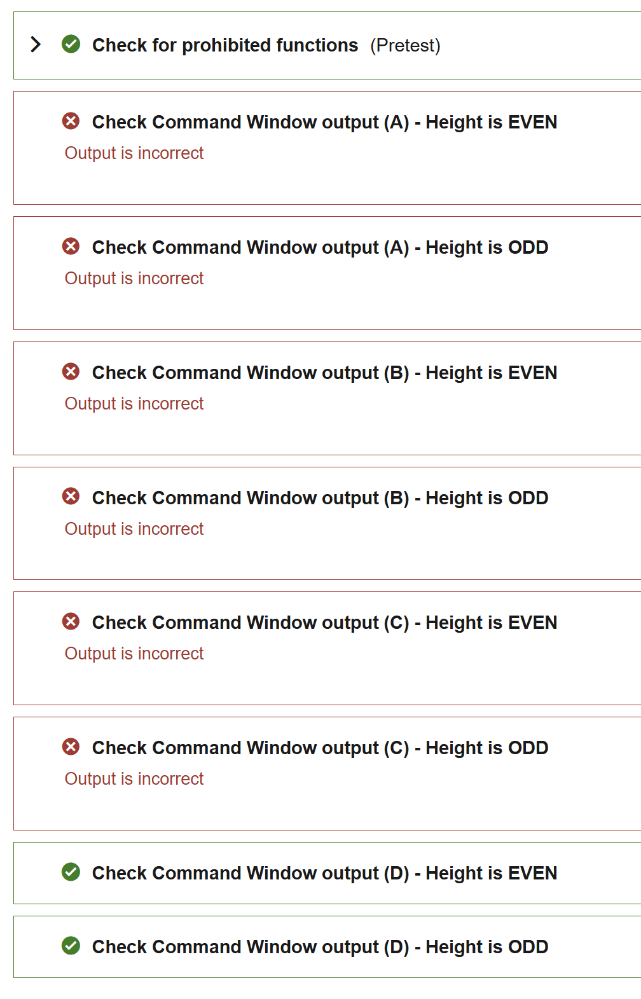 Check for prohibited functions (Pretest)
Check Command Window output (A) - Height is EVEN
Output is incorrect
Check Command Window output (A) - Height is ODD
Output is incorrect
Check Command Window output (B) - Height is EVEN
Output is incorrect
Check Command Window output (B) - Height is ODD
Output is incorrect
Check Command Window output (C) - Height is EVEN
Output is incorrect
Check Command Window output (C) - Height is ODD
Output is incorrect
Check Command Window output (D) - Height is EVEN
Check Command Window output (D) - Height is ODD